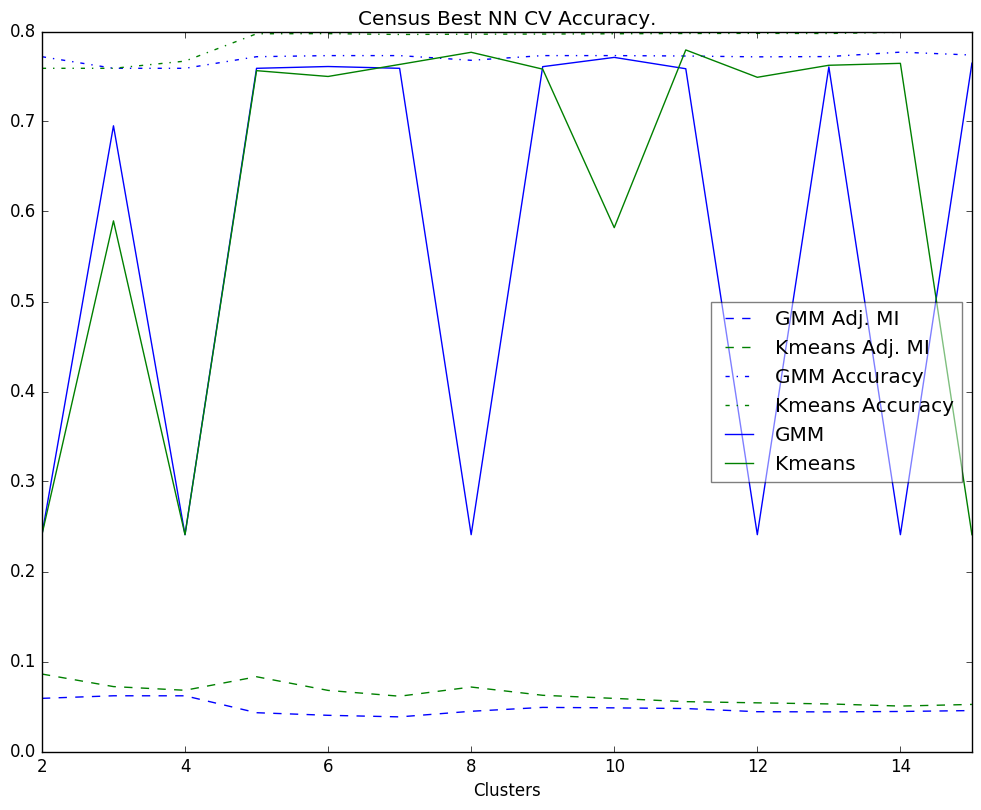 Census Best NN CV Accuracy.
0.8
0.7
0.6
0.5
0.4
0.3
0.2
0.1
0.0
GMM Adj. MI
Kmeans Adj. MI
GMM Accuracy
Kmeans Accuracy
GMM
Kmeans
2 4 6 8 10 12 14
Clusters